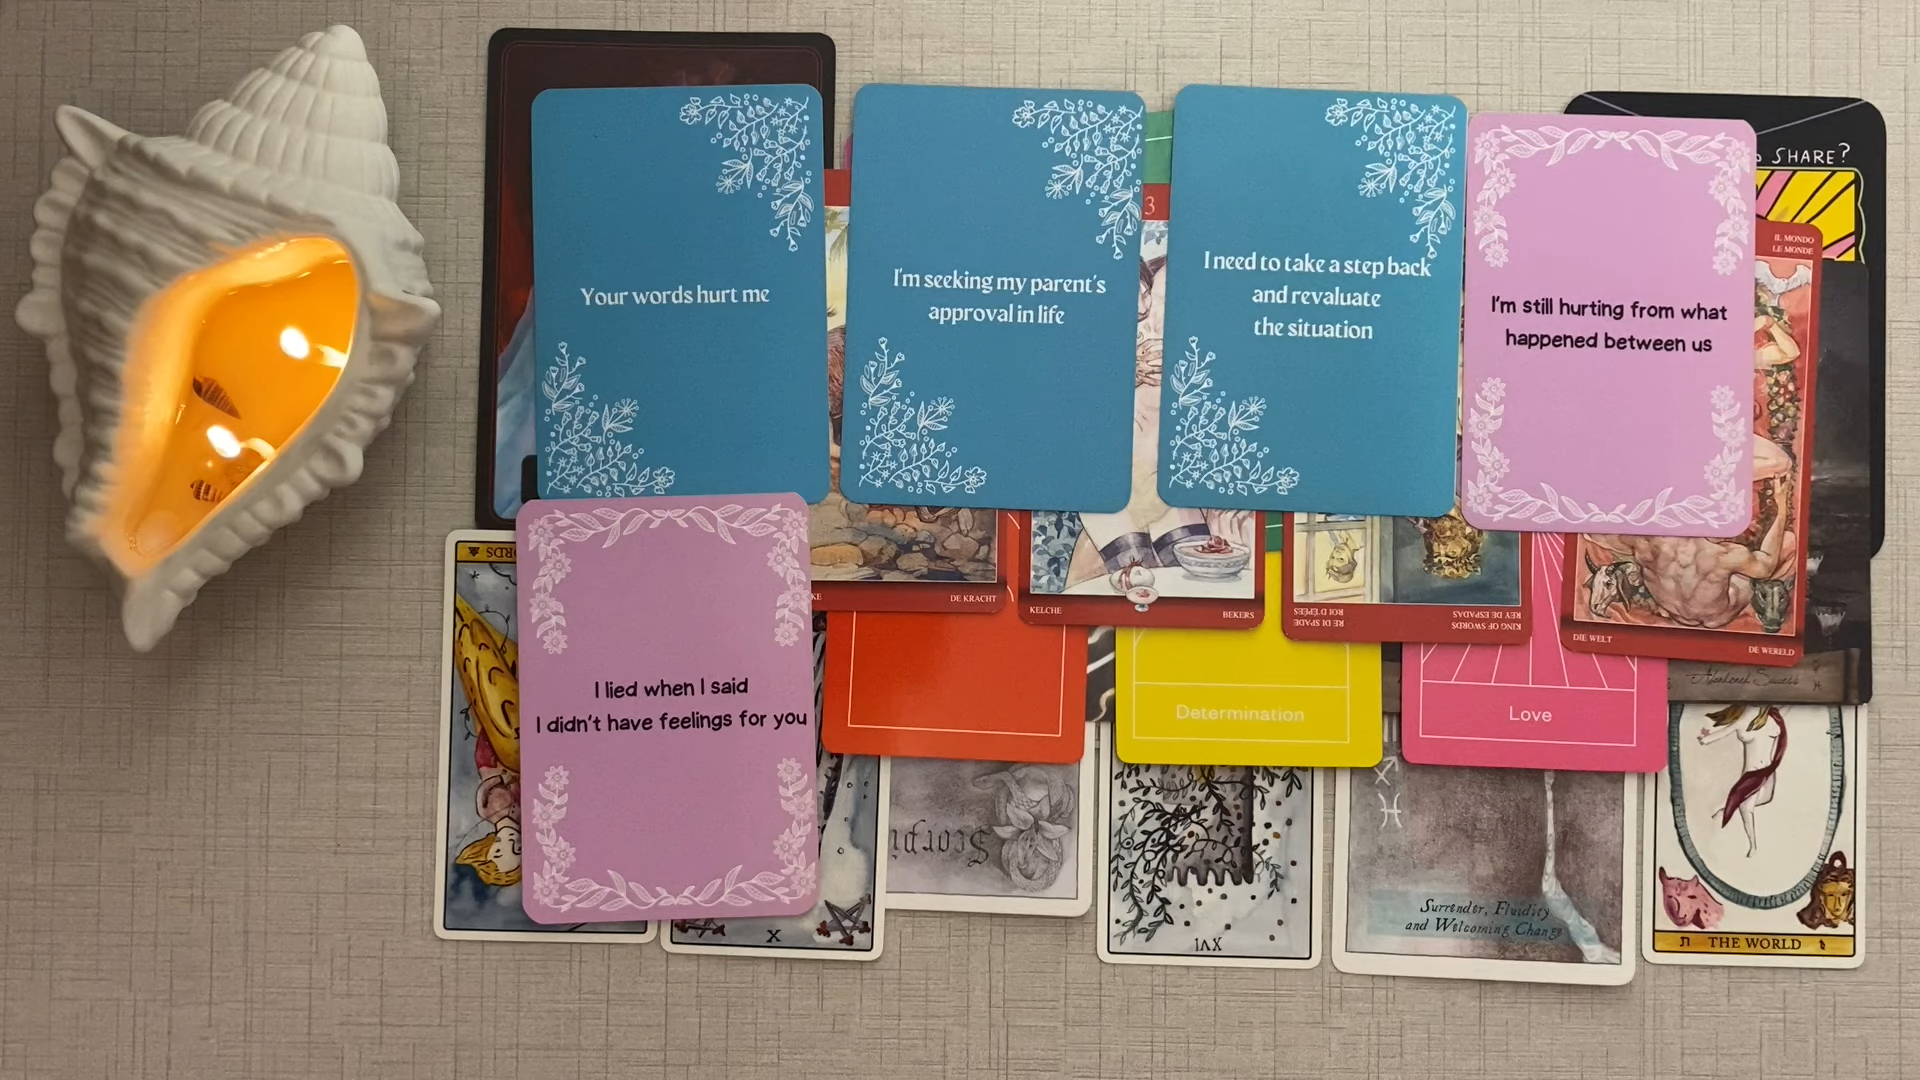 SHARE?
Your words hurt me
I'm seeking my parent's
approval in life
I need to take a step back
and revaluate
the situation
I'm still hurting from what
happened between us
3
IL MONDO
LE MONDE
DE KRACHT
KELCHE
BEKERS
ROI D'ÉPÉES
RE DI SPADE
REY DE ESPADAS
KING OF SWORDS
DIE WELT
DE WERELD
I lied when I said
I didn't have feelings for you
Determination
Love
X
XVI
Surrender, Fluidity
and Welcoming Change
THE WORLD